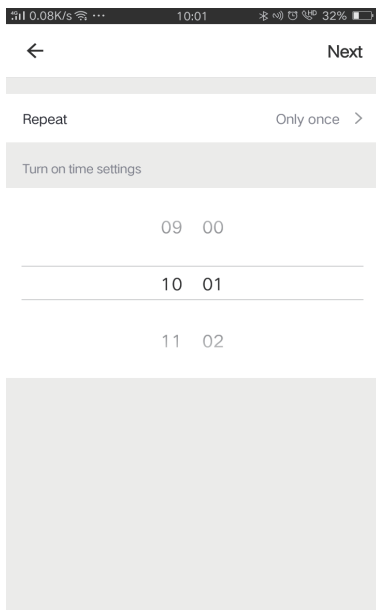 0.08K/s ... 10:01 32%
Next
Repeat Only once >
Turn on time settings
09 00
10 01
11 02